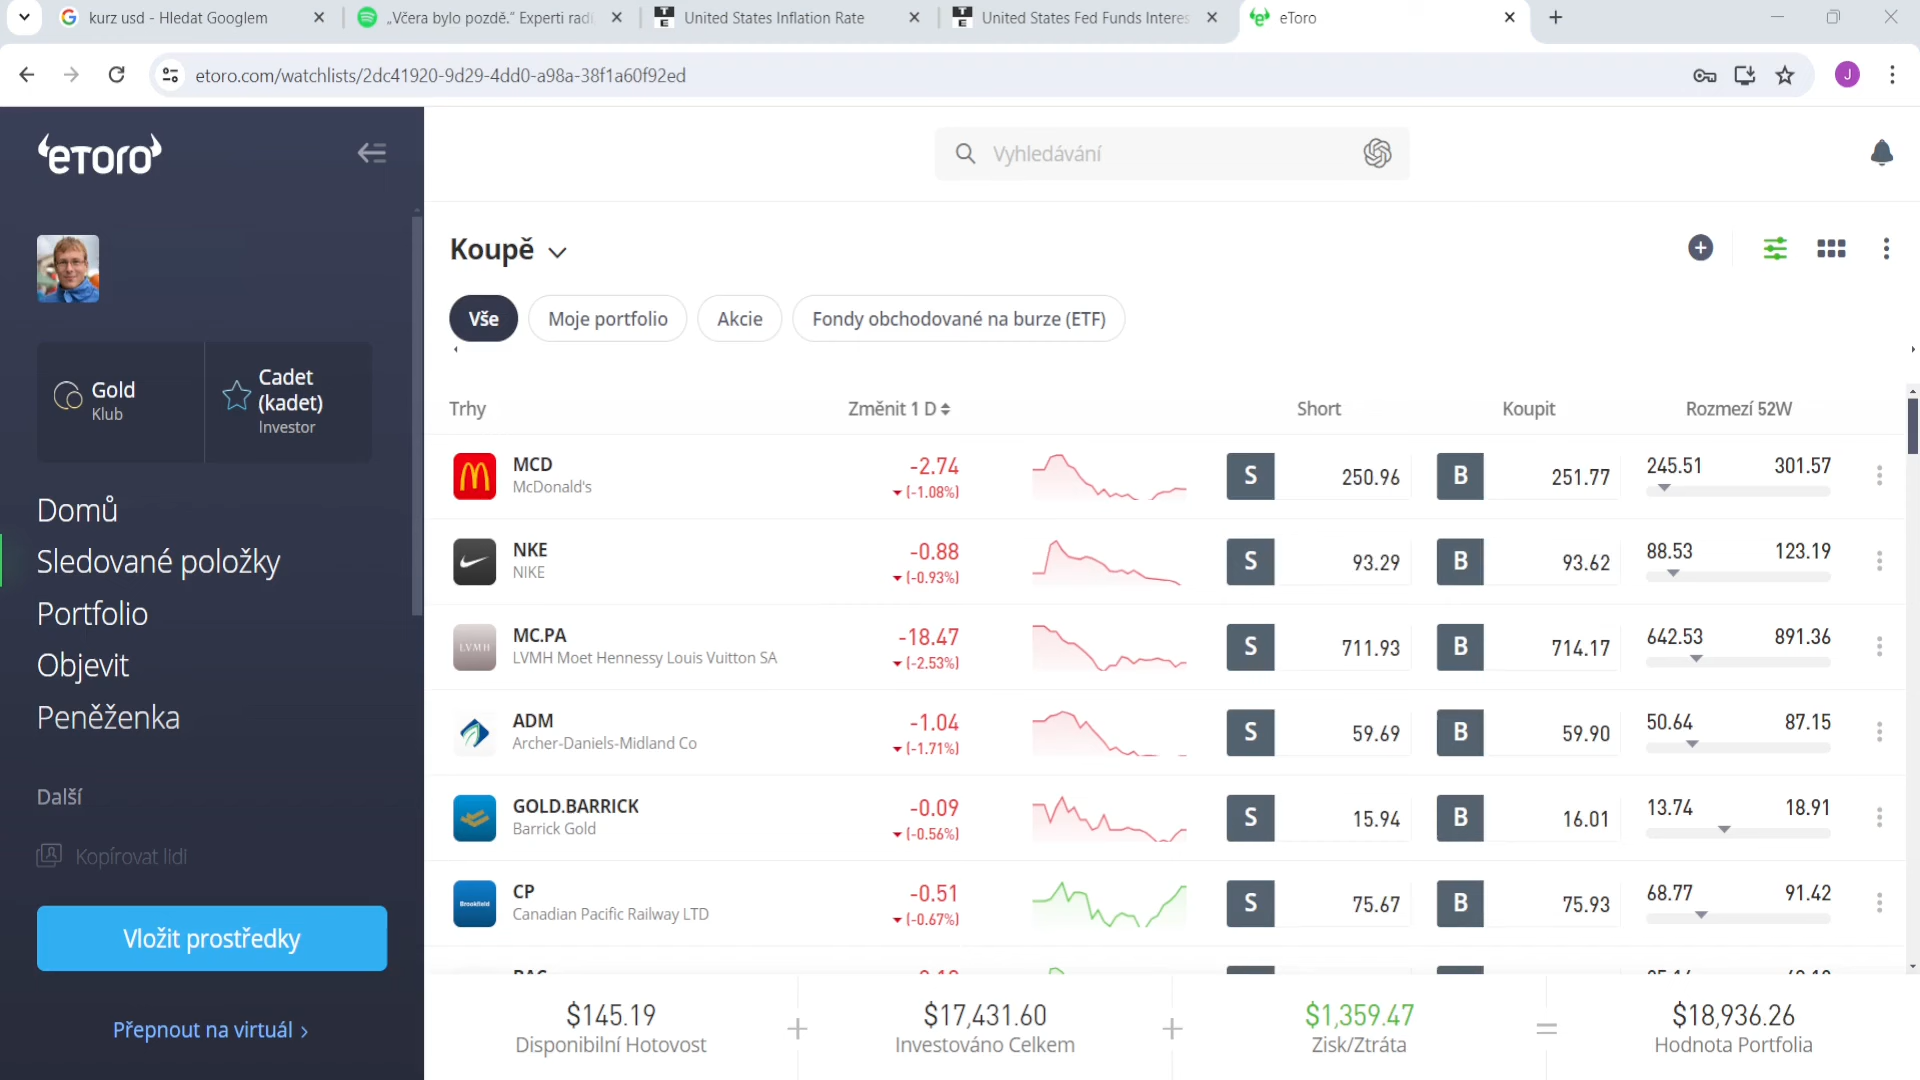 kurz usd - Hledat Googlem
„Včera bylo pozdě.“ Experti radi
United States Inflation Rate
United States Fed Funds Interes
eToro
etoro.com/watchlists/2dc41920-9d29-4dd0-a98a-38f1a60f92ed
J
eToro
Vyhledávání
Koupě
Vše
Moje portfolio
Akcie
Fondy obchodované na burze (ETF)
Gold
Klub
Cadet
(kadet)
Investor
Domů
Sledované položky
Portfolio
Objevit
Peněženka
Další
Kopírovat lidi
Vložit prostředky
Přepnout na virtuál >
Trhy Změnit 1 D Short Koupit Rozmezí 52W
MCD -2.74 S 250.96 B 251.77 245.51 301.57
McDonald's (-1.08%)
NKE -0.88 S 93.29 B 93.62 88.53 123.19
NIKE (-0.93%)
LVMH MC.PA -18.47 S 711.93 B 714.17 642.53 891.36
LVMH Moet Hennessy Louis Vuitton SA (-2.53%)
ADM -1.04 S 59.69 B 59.90 50.64 87.15
Archer-Daniels-Midland Co (-1.71%)
GOLD.BARRICK -0.09 S 15.94 B 16.01 13.74 18.91
Barrick Gold (-0.56%)
Brookfield CP -0.51 S 75.67 B 75.93 68.77 91.42
Canadian Pacific Railway LTD (-0.67%)
$145.19 + $17,431.60 + $1,359.47 = $18,936.26
Disponibilní Hotovost Investováno Celkem Zisk/Ztráta Hodnota Portfolia